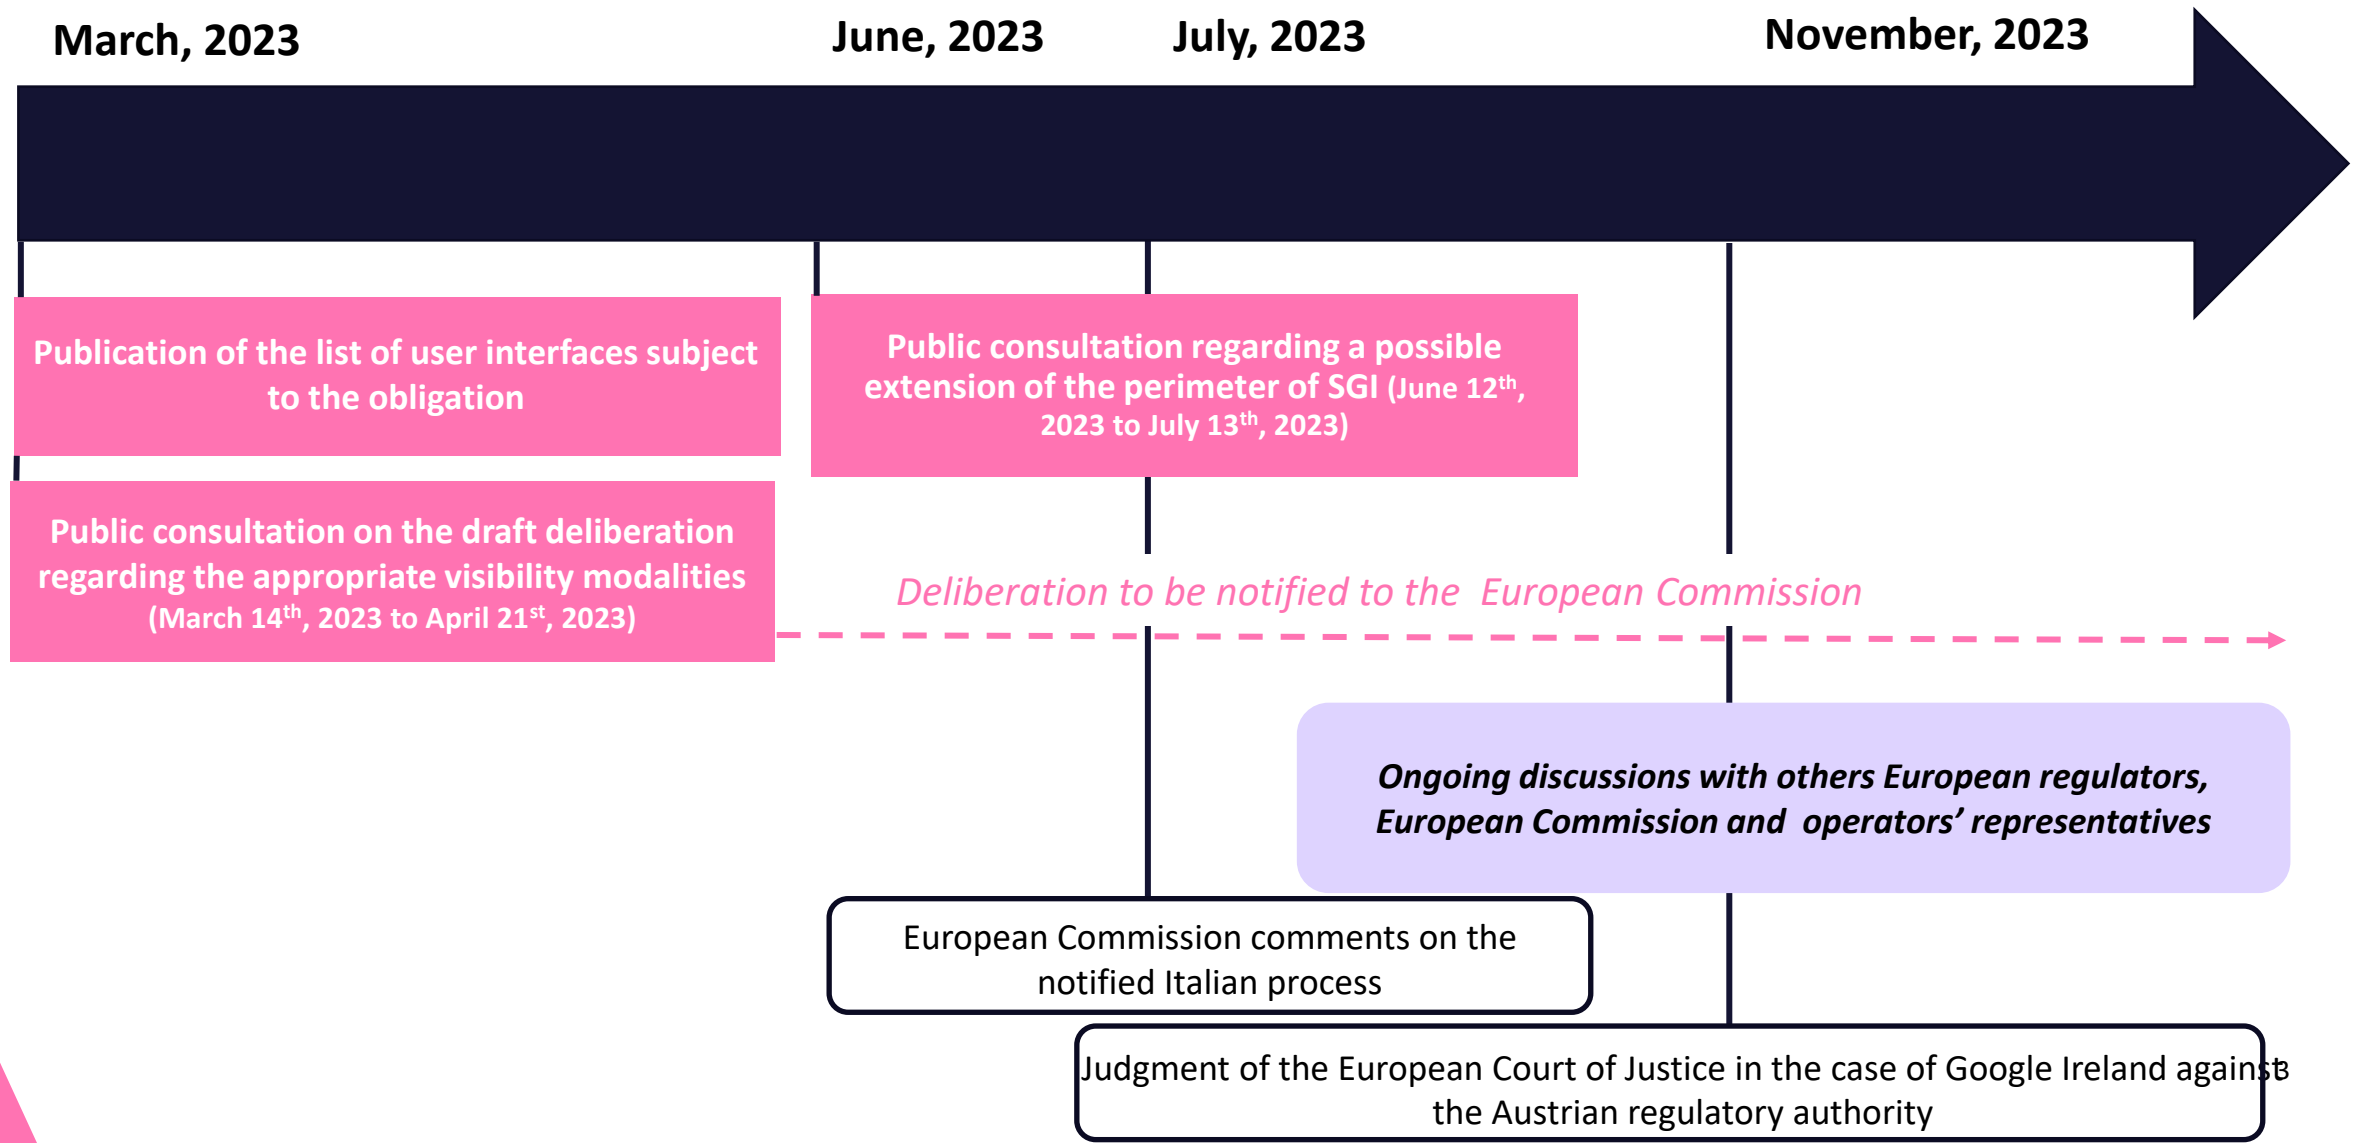 March, 2023
June, 2023
July, 2023
November, 2023
Publication of the list of user interfaces subject
to the obligation
Public consultation regarding a possible
extension of the perimeter of SGI (June 12th,
2023 to July 13th, 2023)
Public consultation on the draft deliberation
regarding the appropriate visibility modalities
(March 14th, 2023 to April 21st, 2023)
Deliberation to be notified to the  European Commission
Ongoing discussions with others European regulators,
European Commission and  operators’ representatives
European Commission comments on the
notified Italian process
Judgment of the European Court of Justice in the case of Google Ireland against
the Austrian regulatory authority
3